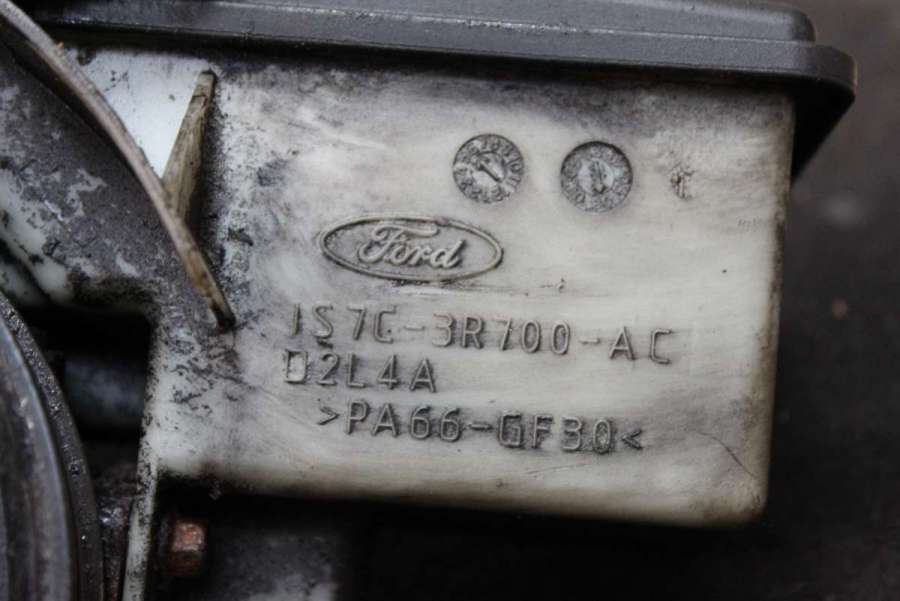 Ford
1S7C-3R700-AC
D2L4A
>PA66-GF30<